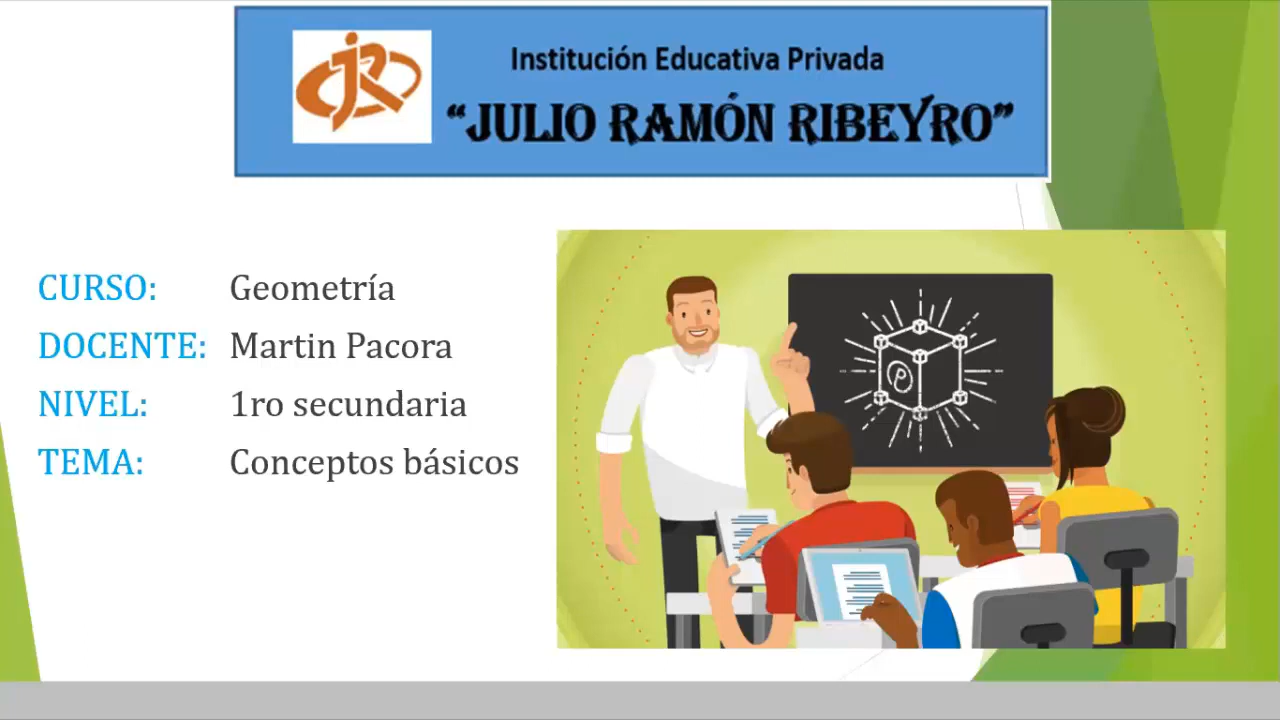 Institución Educativa Privada
“JULIO RAMÓN RIBEYRO”
CURSO: Geometría
DOCENTE: Martin Pacora
NIVEL: 1ro secundaria
TEMA: Conceptos básicos